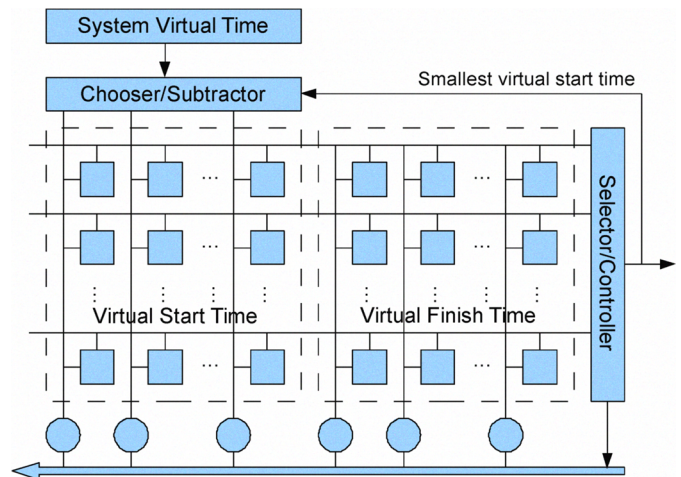 System Virtual Time
Smallest virtual start time
Chooser/Subtractor
Selector/Controller
...
...
...
...
Virtual Start Time
Virtual Finish Time
...
...